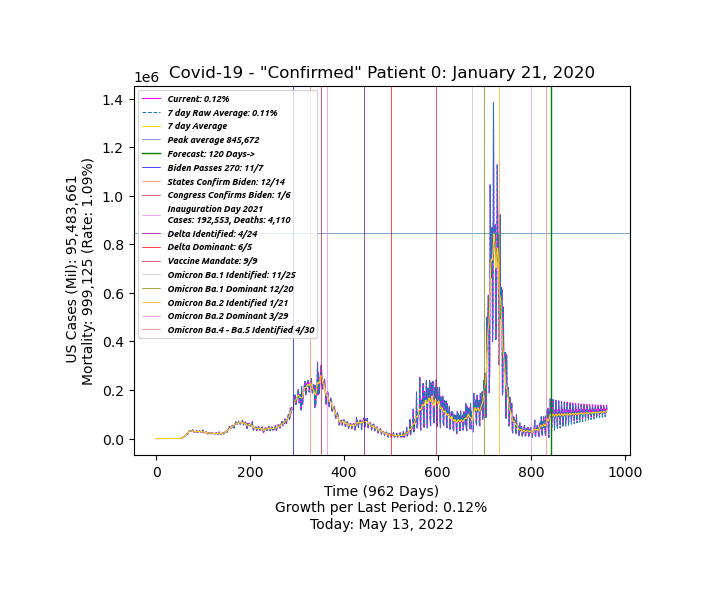 1e6
Covid-19 - "Confirmed" Patient 0: January 21, 2020
Current: 0.12%
7 day Raw Average: 0.11%
7 day Average
Peak average 845,672
Forecast: 120 Days->
Biden Passes 270: 11/7
States Confirm Biden: 12/14
Congress Confirms Biden: 1/6
Inauguration Day 2021
Cases: 192,553, Deaths: 4,110
Delta Identified: 4/24
Delta Dominant: 6/5
Vaccine Mandate: 9/9
Omicron Ba.1 Identified: 11/25
Omicron Ba.1 Dominant 12/20
Omicron Ba.2 Identified 1/21
Omicron Ba.2 Dominant 3/29
Omicron Ba.4 - Ba.5 Identified 4/30
US Cases (Mil): 95,483,661
Mortality: 999,125 (Rate: 1.09%)
1.4
1.2
1.0
0.8
0.6
0.4
0.2
0.0
0 200 400 600 800 1000
Time (962 Days)
Growth per Last Period: 0.12%
Today: May 13, 2022